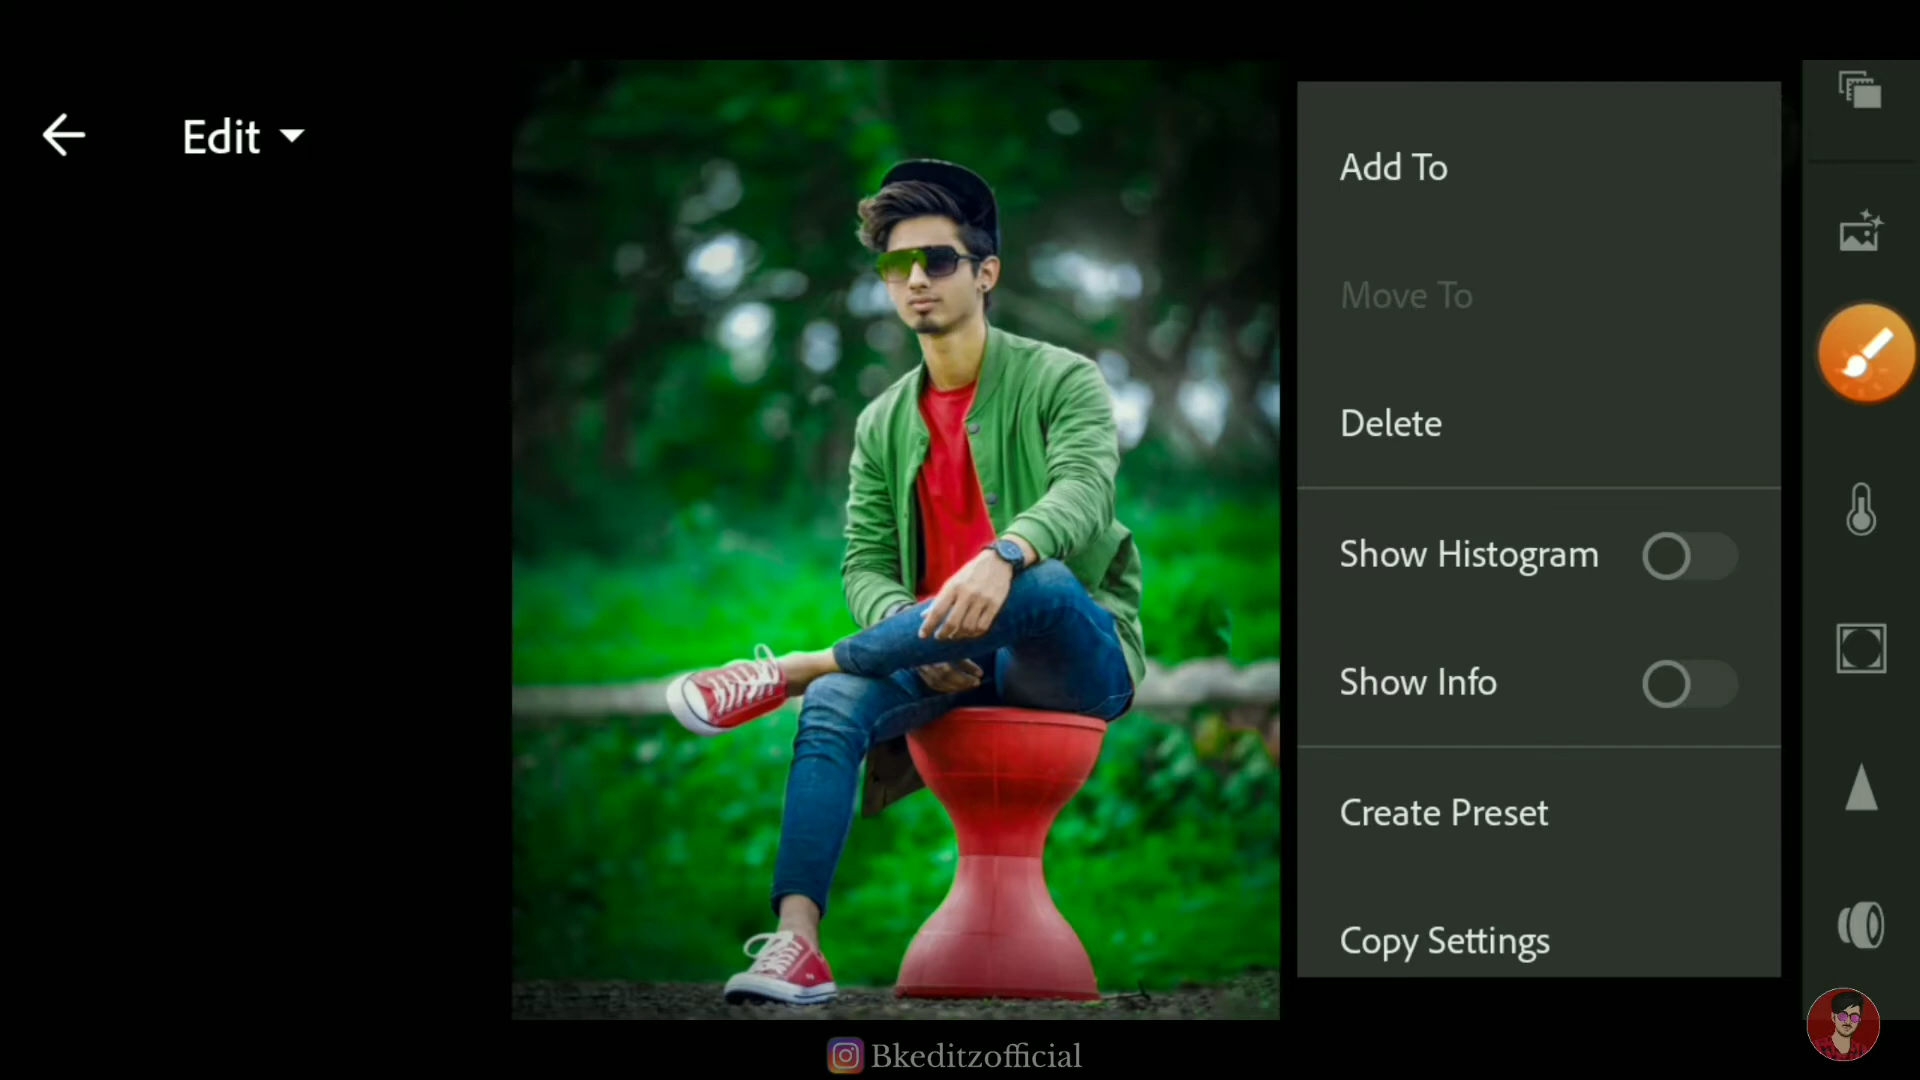 Edit
Add To
Move To
Delete
Show Histogram
Show Info
Create Preset
Copy Settings
Bkeditzofficial